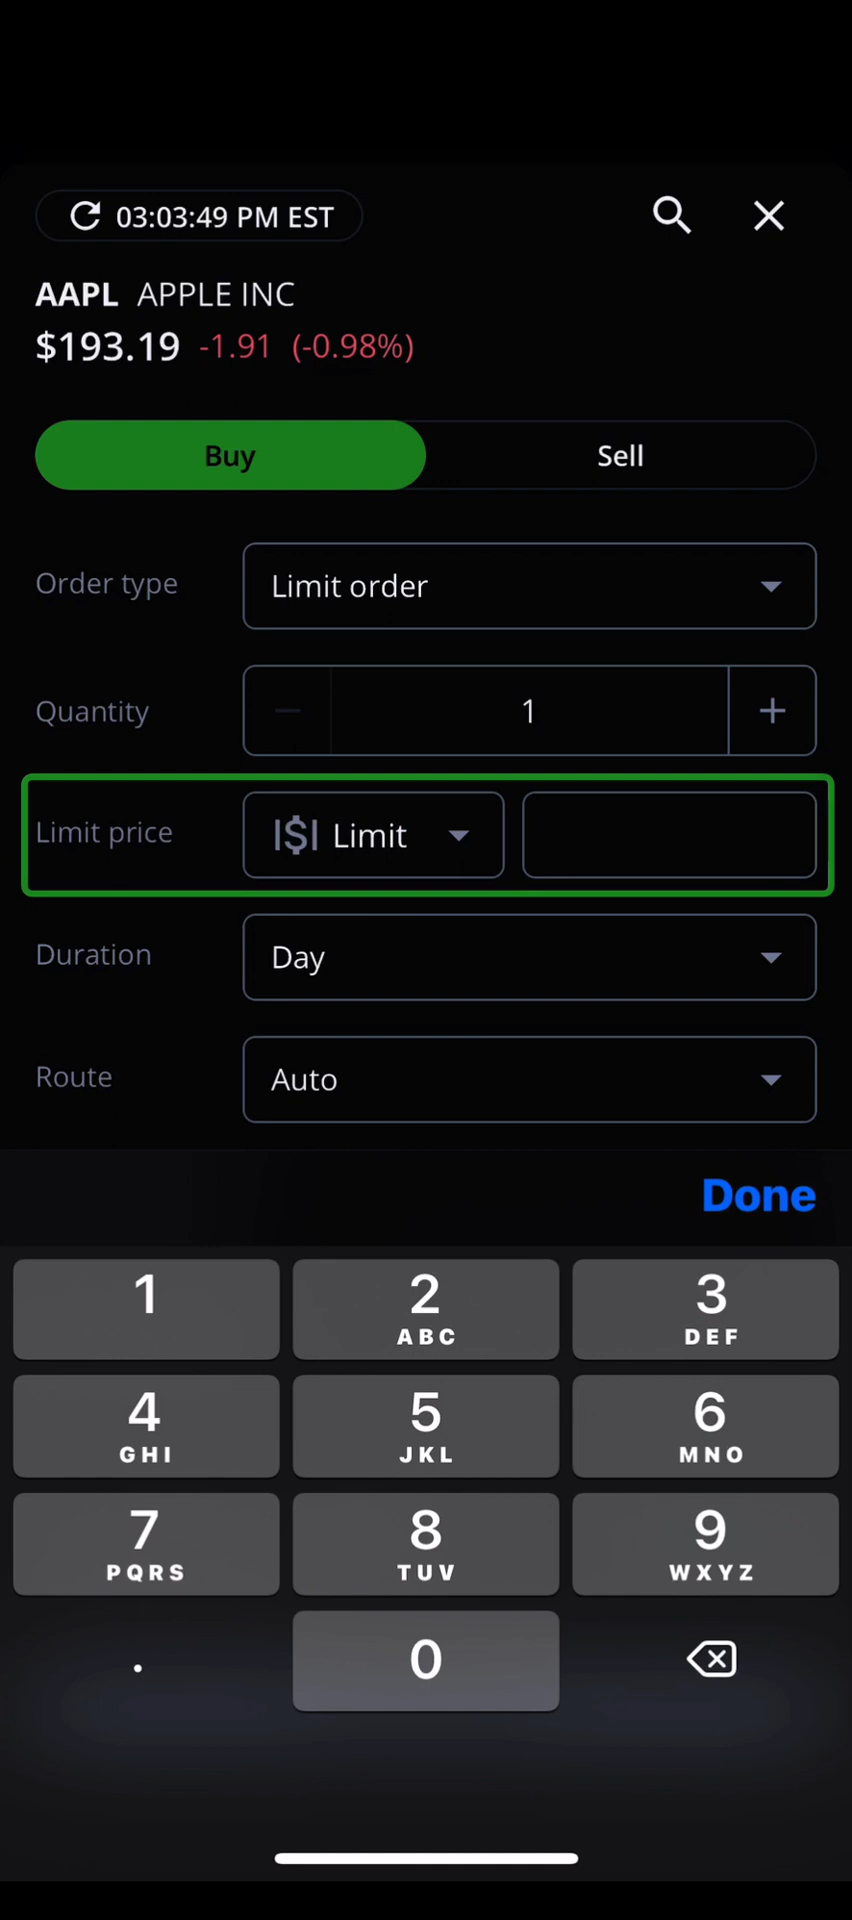 03:03:49 PM EST
AAPL APPLE INC
$193.19 -1.91 (-0.98%)
Buy Sell
Order type Limit order
Quantity − 1 +
Limit price |$| Limit
Duration Day
Route Auto
Done
1 2 3
ABC DEF
4 5 6
GHI JKL MNO
7 8 9
PQRS TUV WXYZ
. 0